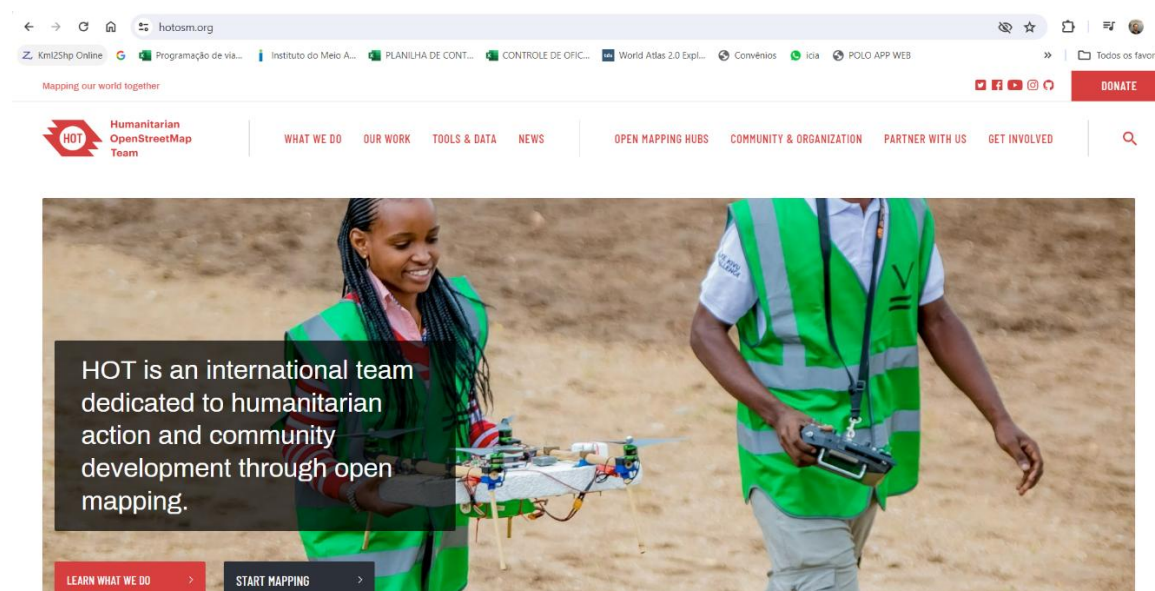 hotosm.org
Kml2Shp Online Programação de via... Instituto do Meio A... PLANILHA DE CONT... CONTROLE DE OFIC... World Atlas 2.0 Expl... Convênios icia POLO APP WEB » Todos os favor
Mapping our world together
DONATE
HOT
Humanitarian
OpenStreetMap
Team
WHAT WE DO OUR WORK TOOLS & DATA NEWS OPEN MAPPING HUBS COMMUNITY & ORGANIZATION PARTNER WITH US GET INVOLVED
HOT is an international team
dedicated to humanitarian
action and community
development through open
mapping.
LEARN WHAT WE DO >
START MAPPING >